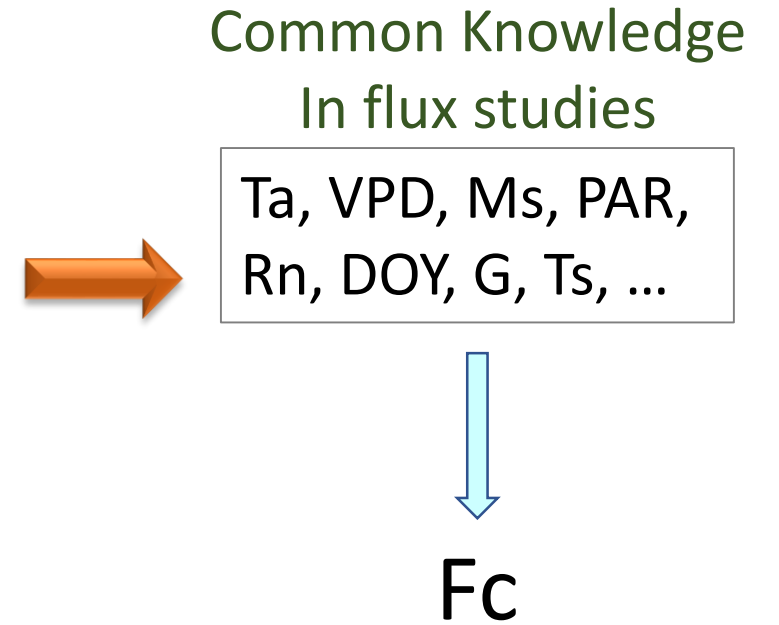 Common Knowledge
In flux studies
Ta, VPD, Ms, PAR,
Rn, DOY, G, Ts, …
Fc